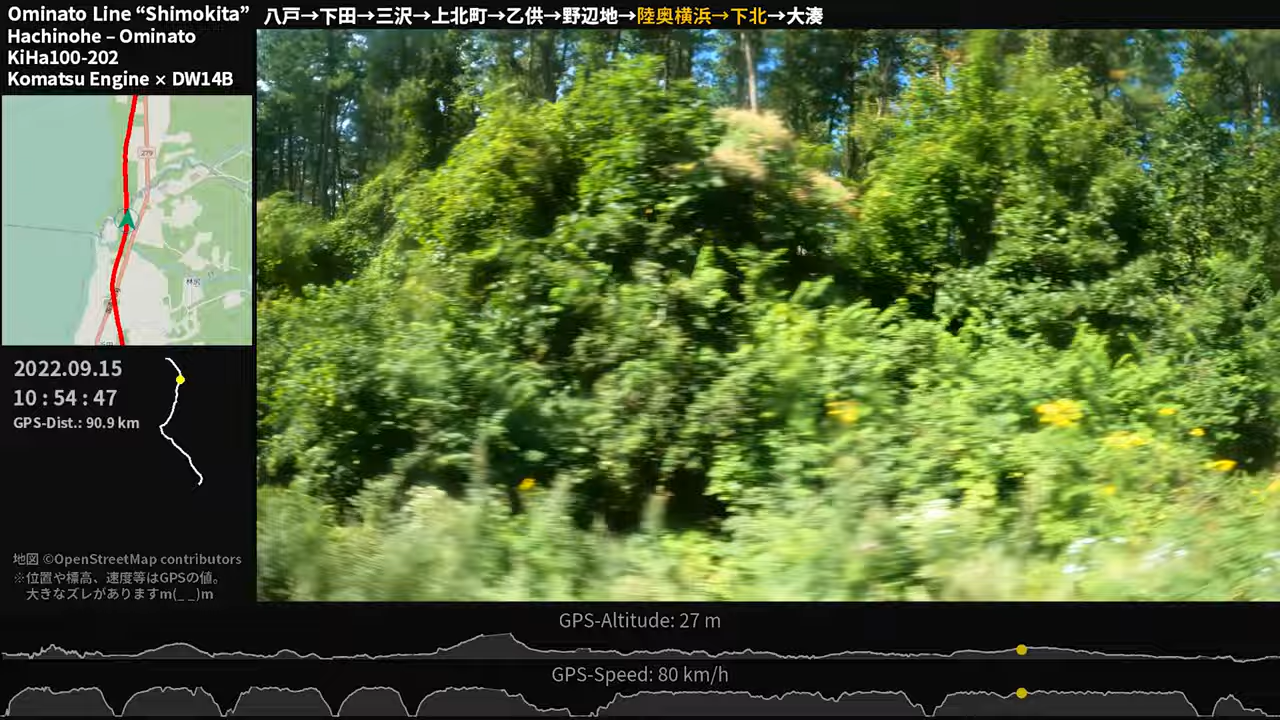 Ominato Line “Shimokita”
Hachinohe – Ominato
KiHa100-202
Komatsu Engine × DW14B
八戸→下田→三沢→上北町→乙供→野辺地→陸奥横浜→下北→大湊
279
2022.09.15
10 : 54 : 47
GPS-Dist.: 90.9 km
地図 ©OpenStreetMap contributors
※位置や標高、速度等はGPSの値。
大きなズレがありますm(_ _)m
GPS-Altitude: 27 m
GPS-Speed: 80 km/h